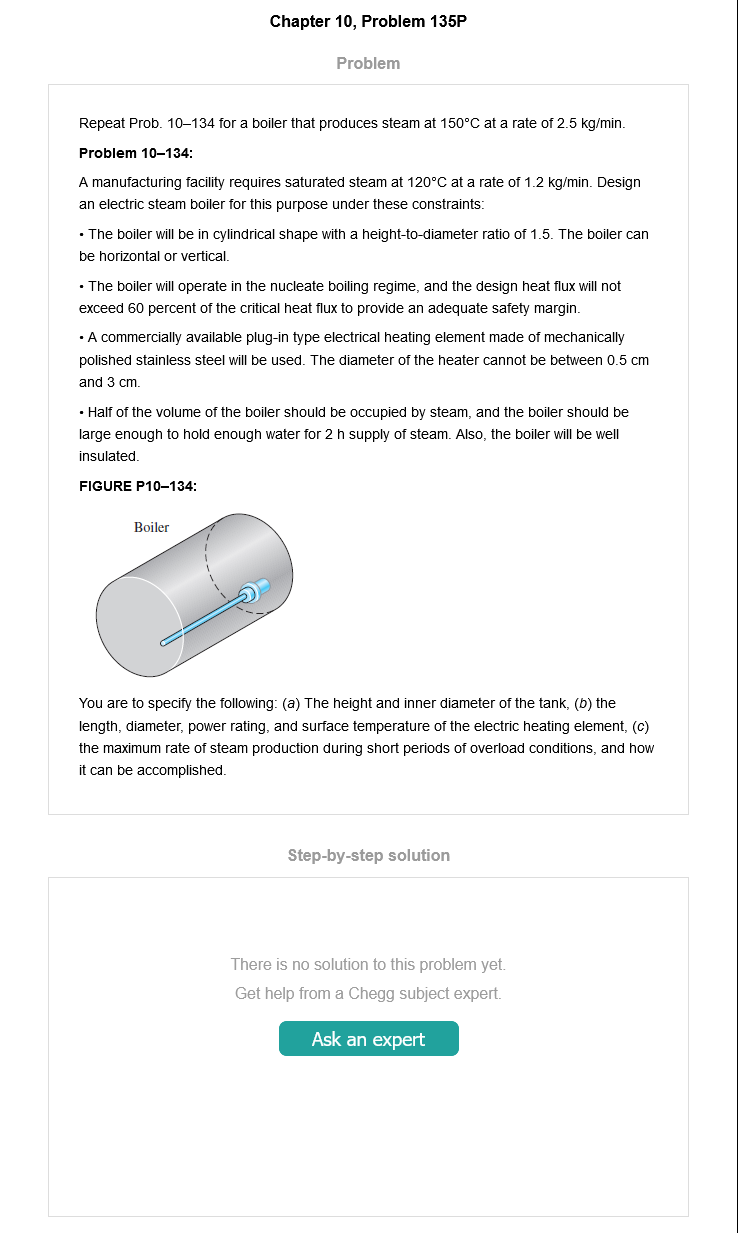 Chapter 10, Problem 135P
Problem
Repeat Prob. 10–134 for a boiler that produces steam at 150°C at a rate of 2.5 kg/min.
Problem 10–134:
A manufacturing facility requires saturated steam at 120°C at a rate of 1.2 kg/min. Design
an electric steam boiler for this purpose under these constraints:
• The boiler will be in cylindrical shape with a height-to-diameter ratio of 1.5. The boiler can
be horizontal or vertical.
• The boiler will operate in the nucleate boiling regime, and the design heat flux will not
exceed 60 percent of the critical heat flux to provide an adequate safety margin.
• A commercially available plug-in type electrical heating element made of mechanically
polished stainless steel will be used. The diameter of the heater cannot be between 0.5 cm
and 3 cm.
• Half of the volume of the boiler should be occupied by steam, and the boiler should be
large enough to hold enough water for 2 h supply of steam. Also, the boiler will be well
insulated.
FIGURE P10–134:
Boiler
You are to specify the following: (a) The height and inner diameter of the tank, (b) the
length, diameter, power rating, and surface temperature of the electric heating element, (c)
the maximum rate of steam production during short periods of overload conditions, and how
it can be accomplished.
Step-by-step solution
There is no solution to this problem yet.
Get help from a Chegg subject expert.
Ask an expert